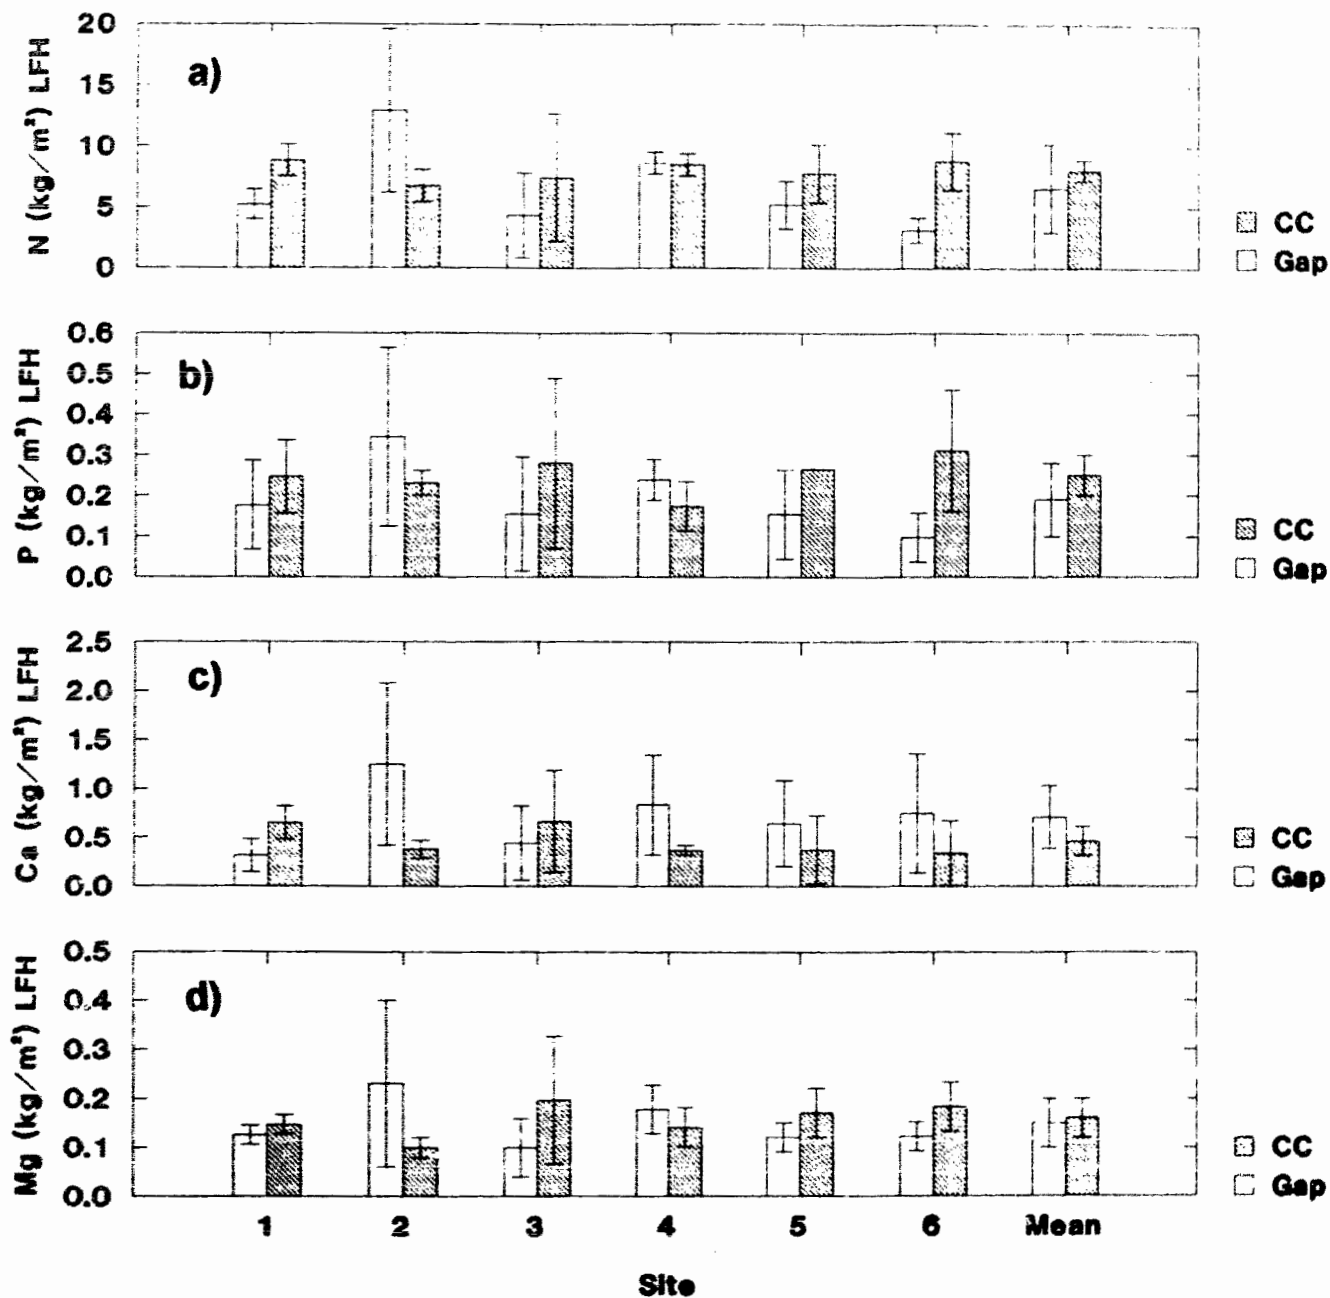 N (kg/m²) LFH
20
15
10
5
0
a)
CC
Gap
P (kg/m²) LFH
0.6
0.5
0.4
0.3
0.2
0.1
0.0
b)
CC
Gap
Ca (kg/m²) LFH
2.5
2.0
1.5
1.0
0.5
0.0
c)
CC
Gap
Mg (kg/m²) LFH
0.5
0.4
0.3
0.2
0.1
0.0
d)
CC
Gap
1 2 3 4 5 6 Mean
Site